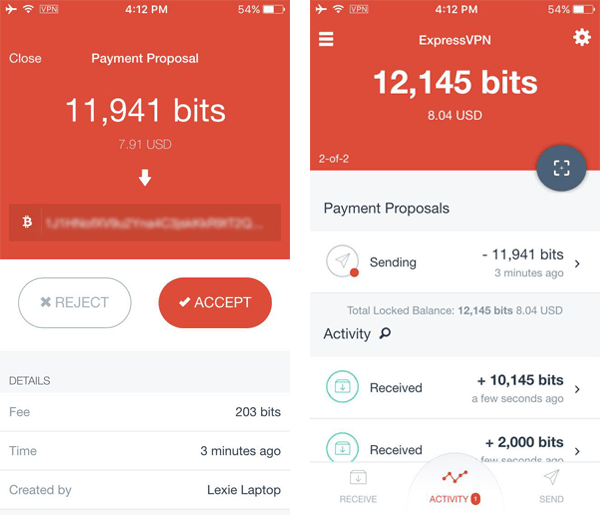 VPN 4:12 PM 54%
Close Payment Proposal
11,941 bits
7.91 USD
REJECT ACCEPT
DETAILS
Fee 203 bits
Time 3 minutes ago
Created by Lexie Laptop
VPN 4:12 PM 54%
ExpressVPN
12,145 bits
8.04 USD
2-of-2
Payment Proposals
Sending - 11,941 bits
3 minutes ago
Total Locked Balance: 12,145 bits 8.04 USD
Activity
Received + 10,145 bits
a few seconds ago
Received + 2,000 bits
a few seconds ago
RECEIVE ACTIVITY 1 SEND